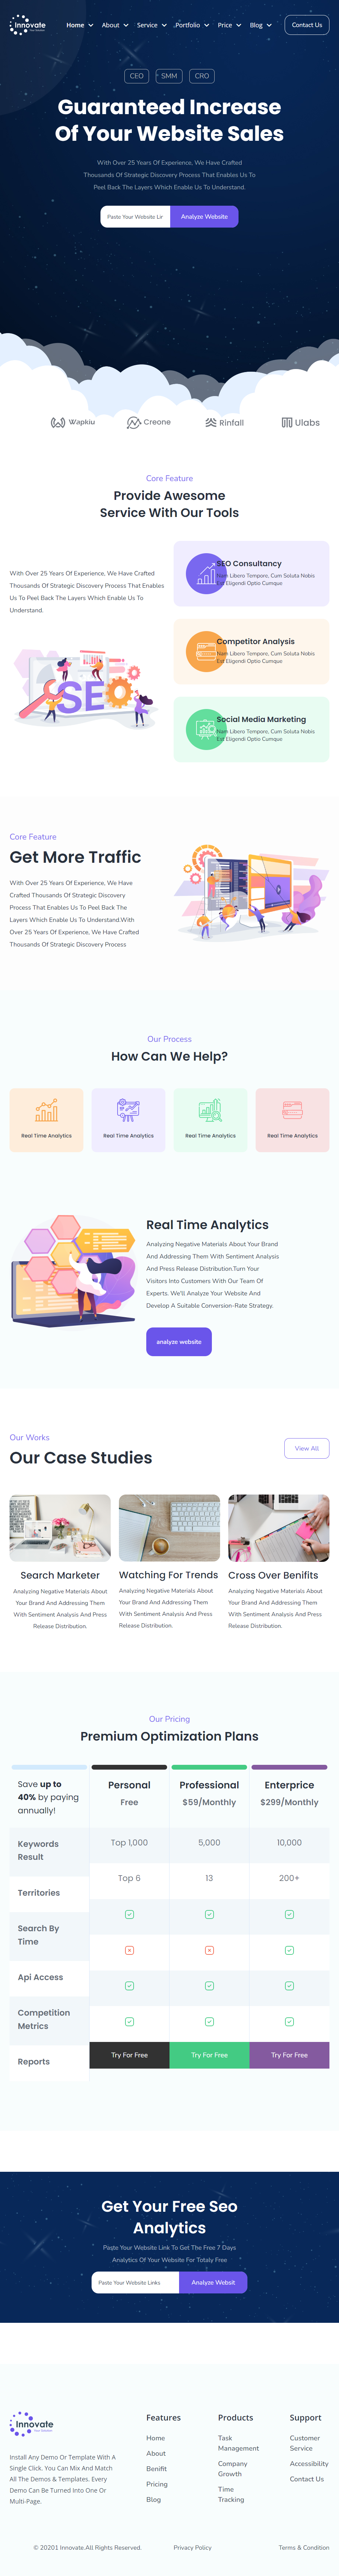 Innovate
Your Solution
Home About Service Portfolio Price Blog Contact Us
CEO SMM CRO
Guaranteed Increase
Of Your Website Sales
With Over 25 Years Of Experience, We Have Crafted
Thousands Of Strategic Discovery Process That Enables Us To
Peel Back The Layers Which Enable Us To Understand.
Paste Your Website Lir Analyze Website
Wapkiu Creone Rinfall Ulabs
Core Feature
Provide Awesome
Service With Our Tools
With Over 25 Years Of Experience, We Have Crafted
Thousands Of Strategic Discovery Process That Enables
Us To Peel Back The Layers Which Enable Us To
Understand.
SEO
SEO Consultancy
Nam Libero Tempore, Cum Soluta Nobis
Est Eligendi Optio Cumque
Competitor Analysis
Nam Libero Tempore, Cum Soluta Nobis
Est Eligendi Optio Cumque
Social Media Marketing
Nam Libero Tempore, Cum Soluta Nobis
Est Eligendi Optio Cumque
Core Feature
Get More Traffic
With Over 25 Years Of Experience, We Have
Crafted Thousands Of Strategic Discovery
Process That Enables Us To Peel Back The
Layers Which Enable Us To Understand.With
Over 25 Years Of Experience, We Have Crafted
Thousands Of Strategic Discovery Process
Our Process
How Can We Help?
Real Time Analytics Real Time Analytics Real Time Analytics Real Time Analytics
Real Time Analytics
Analyzing Negative Materials About Your Brand
And Addressing Them With Sentiment Analysis
And Press Release Distribution.Turn Your
Visitors Into Customers With Our Team Of
Experts. We'll Analyze Your Website And
Develop A Suitable Conversion-Rate Strategy.
analyze website
Our Works
Our Case Studies
View All
Search Marketer
Analyzing Negative Materials About
Your Brand And Addressing Them
With Sentiment Analysis And Press
Release Distribution.
Watching For Trends
Analyzing Negative Materials About
Your Brand And Addressing Them
With Sentiment Analysis And Press
Release Distribution.
Cross Over Benifits
Analyzing Negative Materials About
Your Brand And Addressing Them
With Sentiment Analysis And Press
Release Distribution.
Our Pricing
Premium Optimization Plans
Save up to
40% by paying
annually!
Personal Professional Enterprice
Free $59/Monthly $299/Monthly
Keywords
Result
Top 1,000 5,000 10,000
Territories
Top 6 13 200+
Search By
Time
Api Access
Competition
Metrics
Reports
Try For Free Try For Free Try For Free
Get Your Free Seo
Analytics
Paste Your Website Link To Get The Free 7 Days
Analytics Of Your Website For Totaly Free
Paste Your Website Links Analyze Websit
Innovate
Your Solution
Install Any Demo Or Template With A
Single Click. You Can Mix And Match
All The Demos & Templates. Every
Demo Can Be Turned Into One Or
Multi-Page.
Features
Home
About
Benifit
Pricing
Blog
Products
Task
Management
Company
Growth
Time
Tracking
Support
Customer
Service
Accessibility
Contact Us
© 20201 Innovate.All Rights Reserved. Privacy Policy Terms & Condition